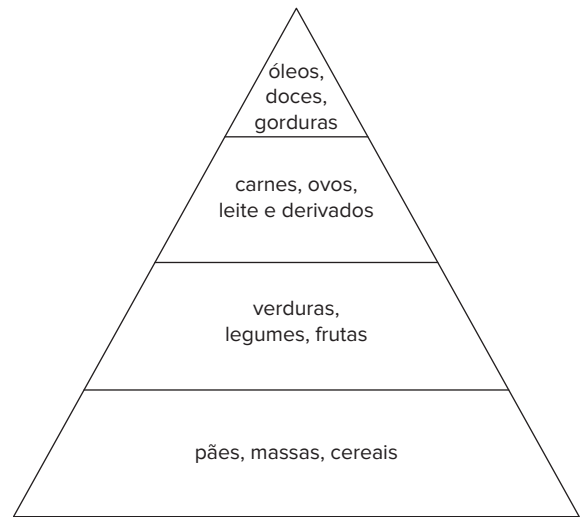 óleos,
doces,
gorduras
carnes, ovos,
leite e derivados
verduras,
legumes, frutas
pães, massas, cereais